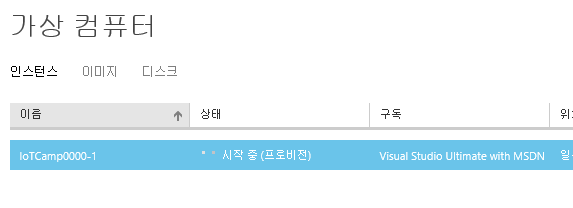 가상 컴퓨터
인스턴스 이미지 디스크
이름 상태 구독
IoTCamp0000-1 시작 중 (프로비전) Visual Studio Ultimate with MSDN